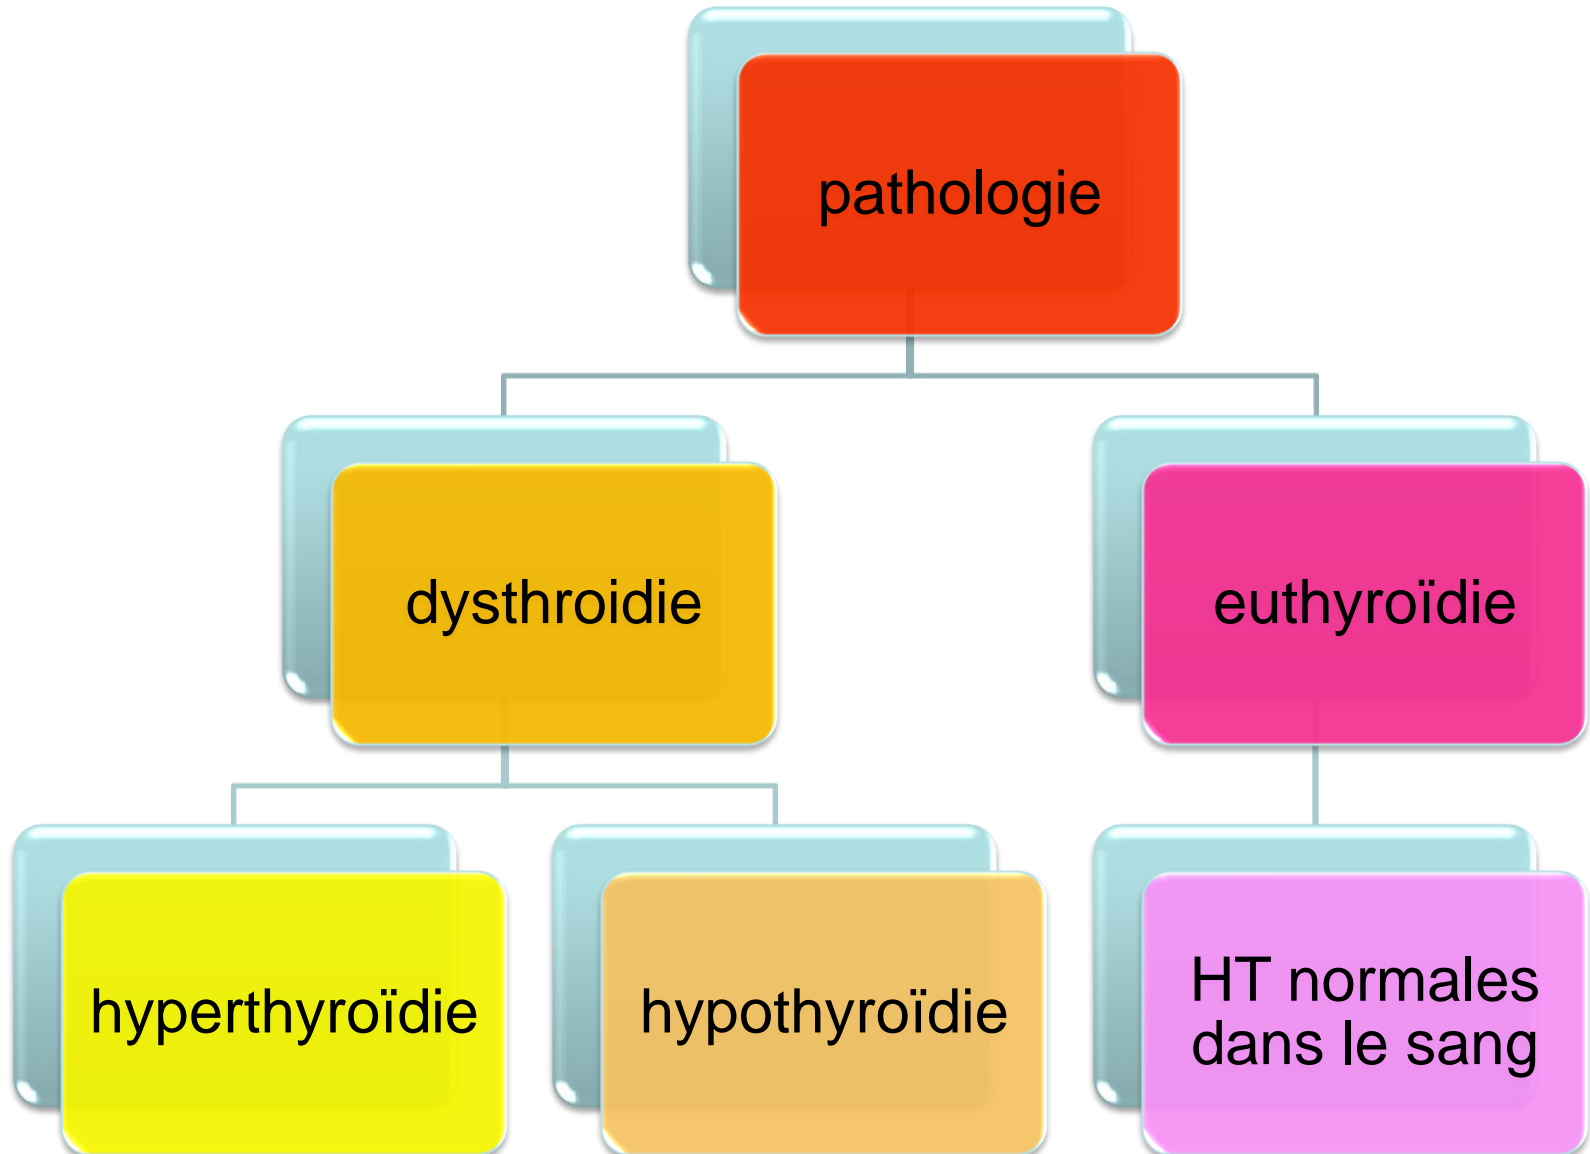 pathologie
dysthroidie
euthyroïdie
hyperthyroïdie
hypothyroïdie
HT normales
dans le sang